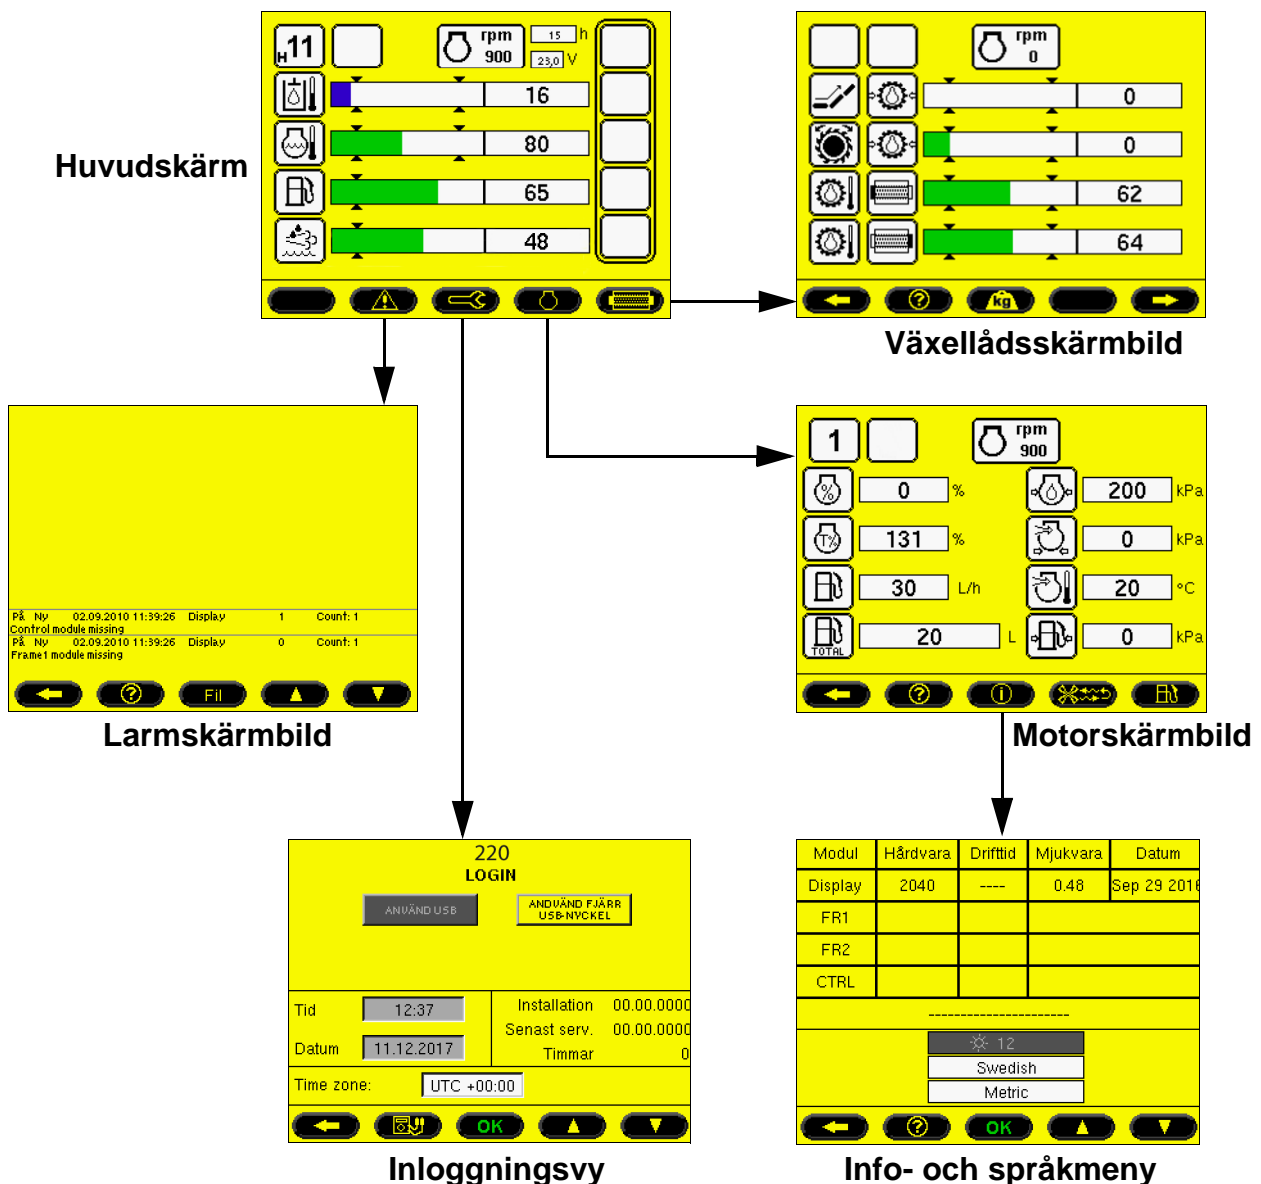 Huvudskärm
H11
rpm
900
15 h
23,0 V
16
80
65
48
rpm
0
0
0
62
64
kg
Växellådsskärmbild
På Ny 02.09.2010 11:39:26 Display 1 Count: 1
Control module missing
På Ny 02.09.2010 11:39:26 Display 0 Count: 1
Frame1 module missing
Fil
Larmskärmbild
1
rpm
900
% 0 %
200 kPa
T% 131 %
0 kPa
30 L/h
20 °C
TOTAL 20 L
0 kPa
Motorskärmbild
220
LOGIN
ANVÄND USB
ANDVÄND FJÄRR
USB-NYCKEL
Tid 12:37
Datum 11.12.2017
Installation 00.00.0000
Senast serv. 00.00.0000
Timmar 0
Time zone: UTC +00:00
OK
Inloggningsvy
Modul Hårdvara Drifttid Mjukvara Datum
Display 2040 ---- 0.48 Sep 29 2016
FR1
FR2
CTRL
----------------------
12
Swedish
Metric
OK
Info- och språkmeny